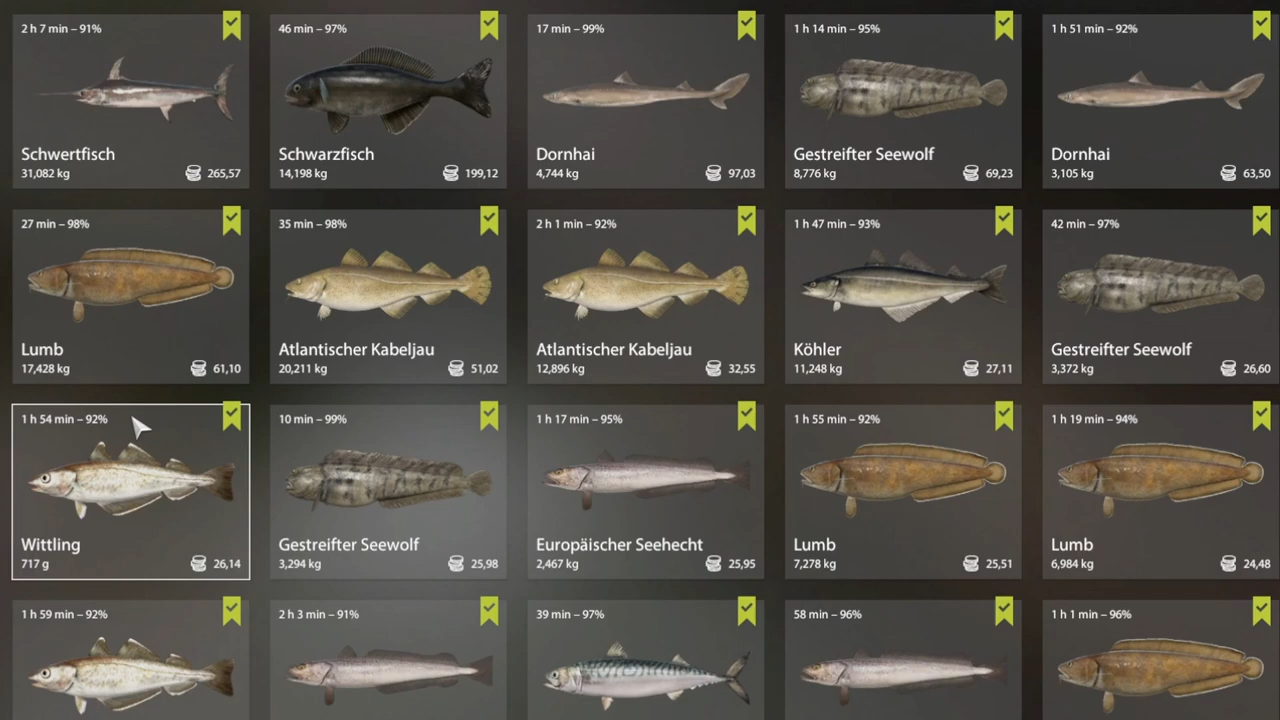 2 h 7 min – 91%
Schwertfisch
31,082 kg 265,57
46 min – 97%
Schwarzfisch
14,198 kg 199,12
17 min – 99%
Dornhai
4,744 kg 97,03
1 h 14 min – 95%
Gestreifter Seewolf
8,776 kg 69,23
1 h 51 min – 92%
Dornhai
3,105 kg 63,50
27 min – 98%
Lumb
17,428 kg 61,10
35 min – 98%
Atlantischer Kabeljau
20,211 kg 51,02
2 h 1 min – 92%
Atlantischer Kabeljau
12,896 kg 32,55
1 h 47 min – 93%
Köhler
11,248 kg 27,11
42 min – 97%
Gestreifter Seewolf
3,372 kg 26,60
1 h 54 min – 92%
Wittling
717 g 26,14
10 min – 99%
Gestreifter Seewolf
3,294 kg 25,98
1 h 17 min – 95%
Europäischer Seehecht
2,467 kg 25,95
1 h 55 min – 92%
Lumb
7,278 kg 25,51
1 h 19 min – 94%
Lumb
6,984 kg 24,48
1 h 59 min – 92%
2 h 3 min – 91%
39 min – 97%
58 min – 96%
1 h 1 min – 96%